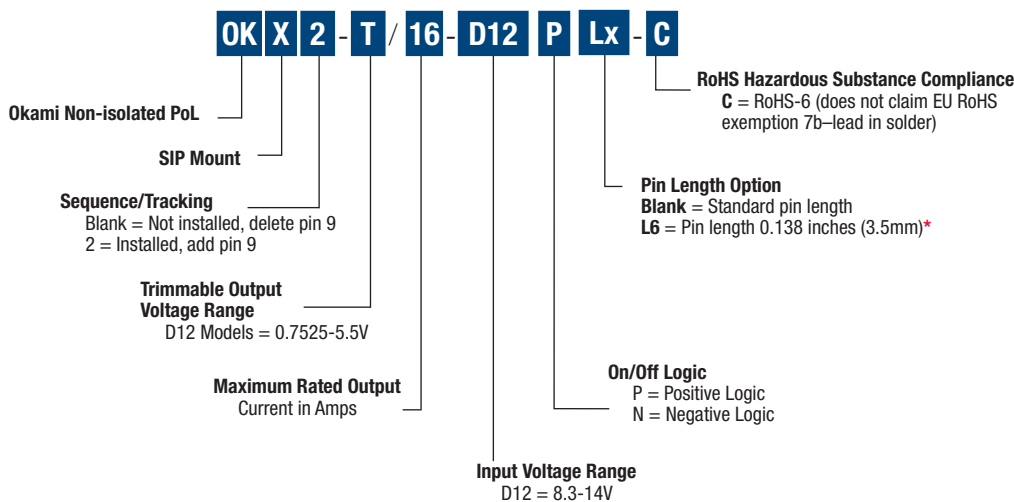 OK X 2 - T / 16 - D12 P Lx - C
RoHS Hazardous Substance Compliance
C = RoHS-6 (does not claim EU RoHS
exemption 7b–lead in solder)
Okami Non-isolated PoL
SIP Mount
Pin Length Option
Blank = Standard pin length
L6 = Pin length 0.138 inches (3.5mm)*
Sequence/Tracking
Blank = Not installed, delete pin 9
2 = Installed, add pin 9
Trimmable Output
Voltage Range
D12 Models = 0.7525-5.5V
On/Off Logic
P = Positive Logic
N = Negative Logic
Maximum Rated Output
Current in Amps
Input Voltage Range
D12 = 8.3-14V